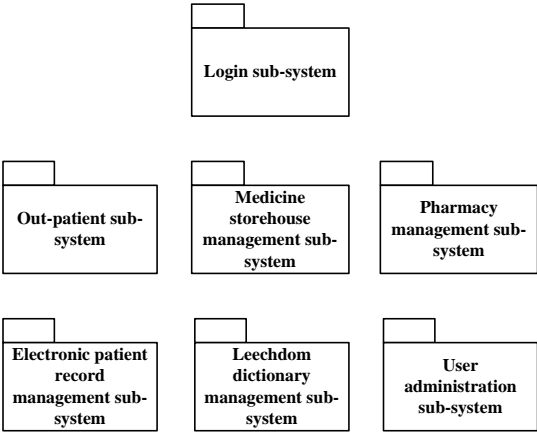 Login sub-system
Out-patient sub-
system
Medicine
storehouse
management sub-
system
Pharmacy
management sub-
system
Electronic patient
record
management sub-
system
Leechdom
dictionary
management sub-
system
User
administration
sub-system